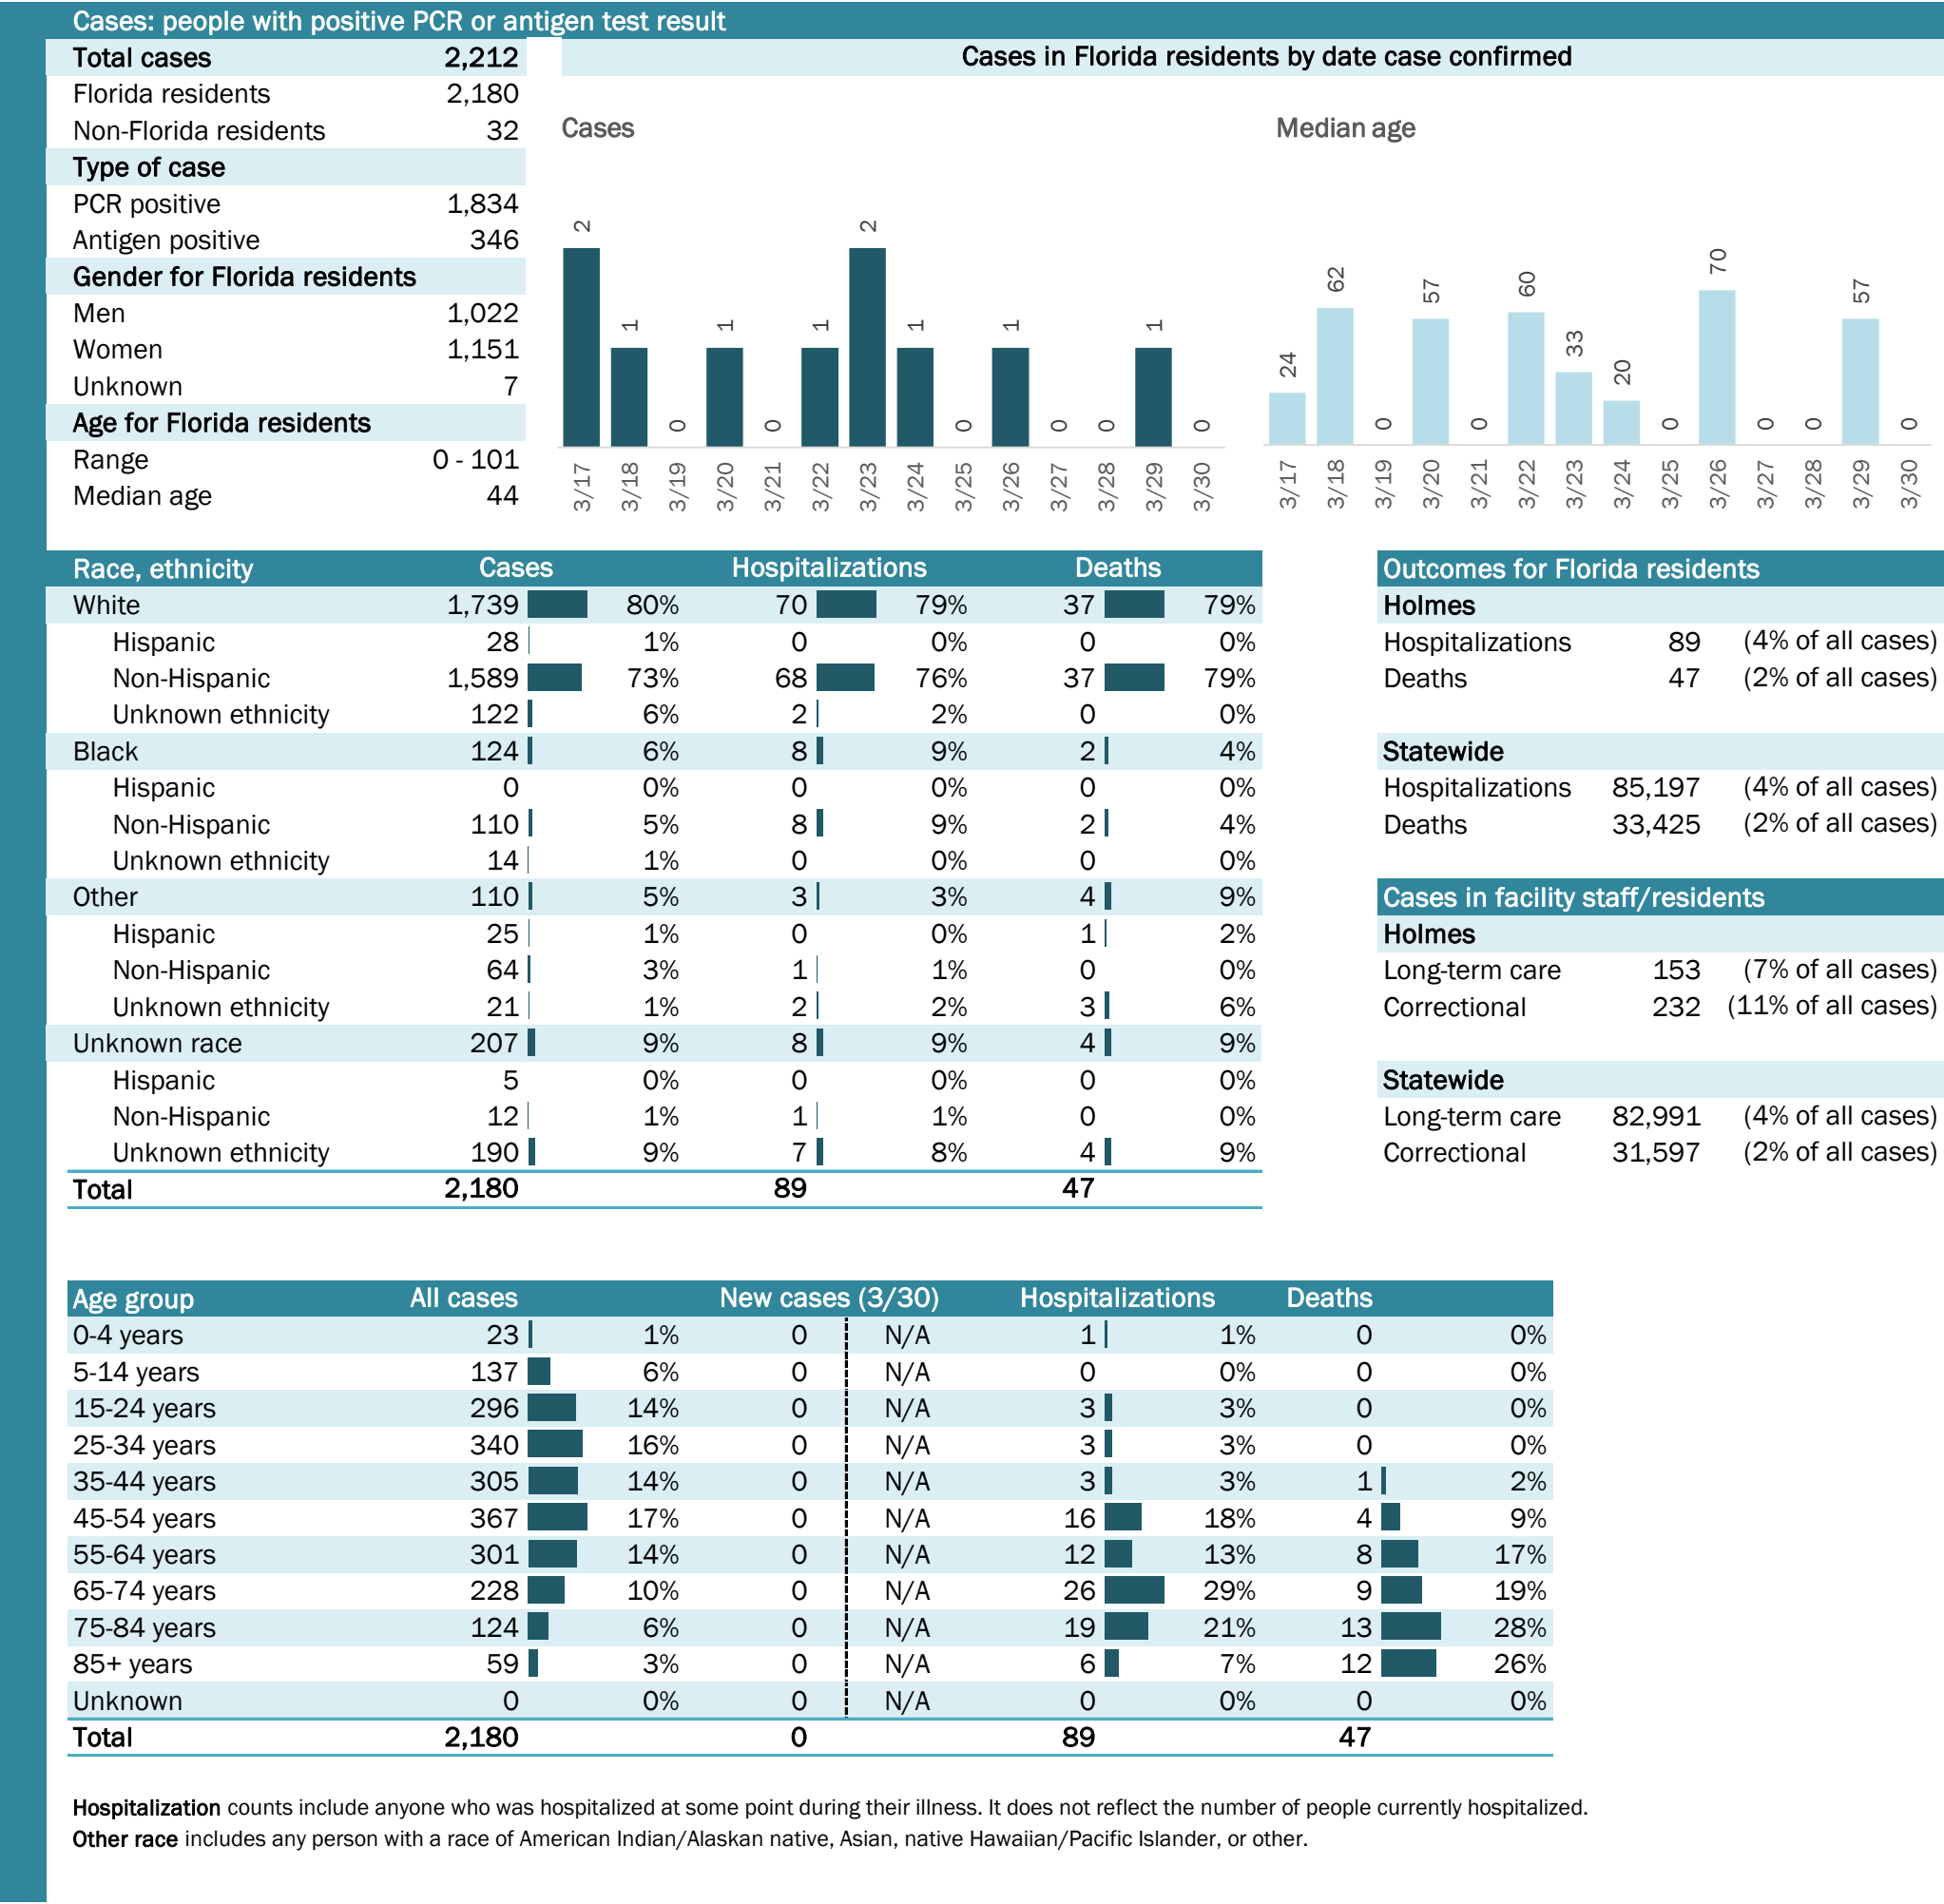 Cases: people with positive PCR or antigen test result
Total cases 2,212
Florida residents 2,180
Non-Florida residents 32
Type of case
PCR positive 1,834
Antigen positive 346
Gender for Florida residents
Men 1,022
Women 1,151
Unknown 7
Age for Florida residents
Range 0 - 101
Median age 44
Cases in Florida residents by date case confirmed
Cases
2 1 0 1 0 1 2 1 0 1 0 0 1 0
3/17 3/18 3/19 3/20 3/21 3/22 3/23 3/24 3/25 3/26 3/27 3/28 3/29 3/30
Median age
24 62 0 57 0 60 33 20 0 70 0 0 57 0
3/17 3/18 3/19 3/20 3/21 3/22 3/23 3/24 3/25 3/26 3/27 3/28 3/29 3/30
Race, ethnicity Cases Hospitalizations Deaths
White 1,739 80% 70 79% 37 79%
Hispanic 28 1% 0 0% 0 0%
Non-Hispanic 1,589 73% 68 76% 37 79%
Unknown ethnicity 122 6% 2 2% 0 0%
Black 124 6% 8 9% 2 4%
Hispanic 0 0% 0 0% 0 0%
Non-Hispanic 110 5% 8 9% 2 4%
Unknown ethnicity 14 1% 0 0% 0 0%
Other 110 5% 3 3% 4 9%
Hispanic 25 1% 0 0% 1 2%
Non-Hispanic 64 3% 1 1% 0 0%
Unknown ethnicity 21 1% 2 2% 3 6%
Unknown race 207 9% 8 9% 4 9%
Hispanic 5 0% 0 0% 0 0%
Non-Hispanic 12 1% 1 1% 0 0%
Unknown ethnicity 190 9% 7 8% 4 9%
Total 2,180 89 47
Outcomes for Florida residents
Holmes
Hospitalizations 89 (4% of all cases)
Deaths 47 (2% of all cases)
Statewide
Hospitalizations 85,197 (4% of all cases)
Deaths 33,425 (2% of all cases)
Cases in facility staff/residents
Holmes
Long-term care 153 (7% of all cases)
Correctional 232 (11% of all cases)
Statewide
Long-term care 82,991 (4% of all cases)
Correctional 31,597 (2% of all cases)
Age group All cases New cases (3/30) Hospitalizations Deaths
0-4 years 23 1% 0 N/A 1 1% 0 0%
5-14 years 137 6% 0 N/A 0 0% 0 0%
15-24 years 296 14% 0 N/A 3 3% 0 0%
25-34 years 340 16% 0 N/A 3 3% 0 0%
35-44 years 305 14% 0 N/A 3 3% 1 2%
45-54 years 367 17% 0 N/A 16 18% 4 9%
55-64 years 301 14% 0 N/A 12 13% 8 17%
65-74 years 228 10% 0 N/A 26 29% 9 19%
75-84 years 124 6% 0 N/A 19 21% 13 28%
85+ years 59 3% 0 N/A 6 7% 12 26%
Unknown 0 0% 0 N/A 0 0% 0 0%
Total 2,180 0 89 47
Hospitalization counts include anyone who was hospitalized at some point during their illness. It does not reflect the number of people currently hospitalized.
Other race includes any person with a race of American Indian/Alaskan native, Asian, native Hawaiian/Pacific Islander, or other.